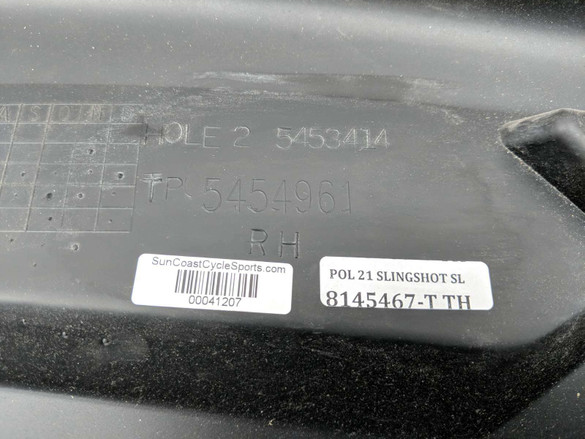 A S O N D
HOLE 2 5453414
TP 5454961
RH
SunCoastCycleSports.com
00041207
POL 21 SLINGSHOT SL
8145467-T TH